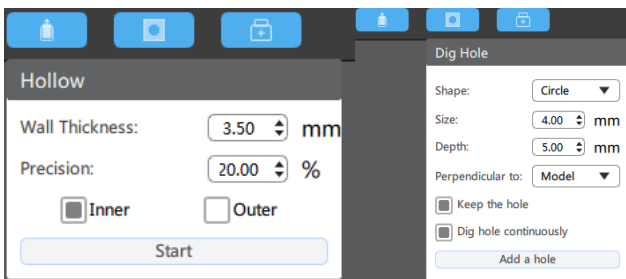 Hollow
Wall Thickness: 3.50 mm
Precision: 20.00 %
Inner Outer
Start
Dig Hole
Shape: Circle
Size: 4.00 mm
Depth: 5.00 mm
Perpendicular to: Model
Keep the hole
Dig hole continuously
Add a hole